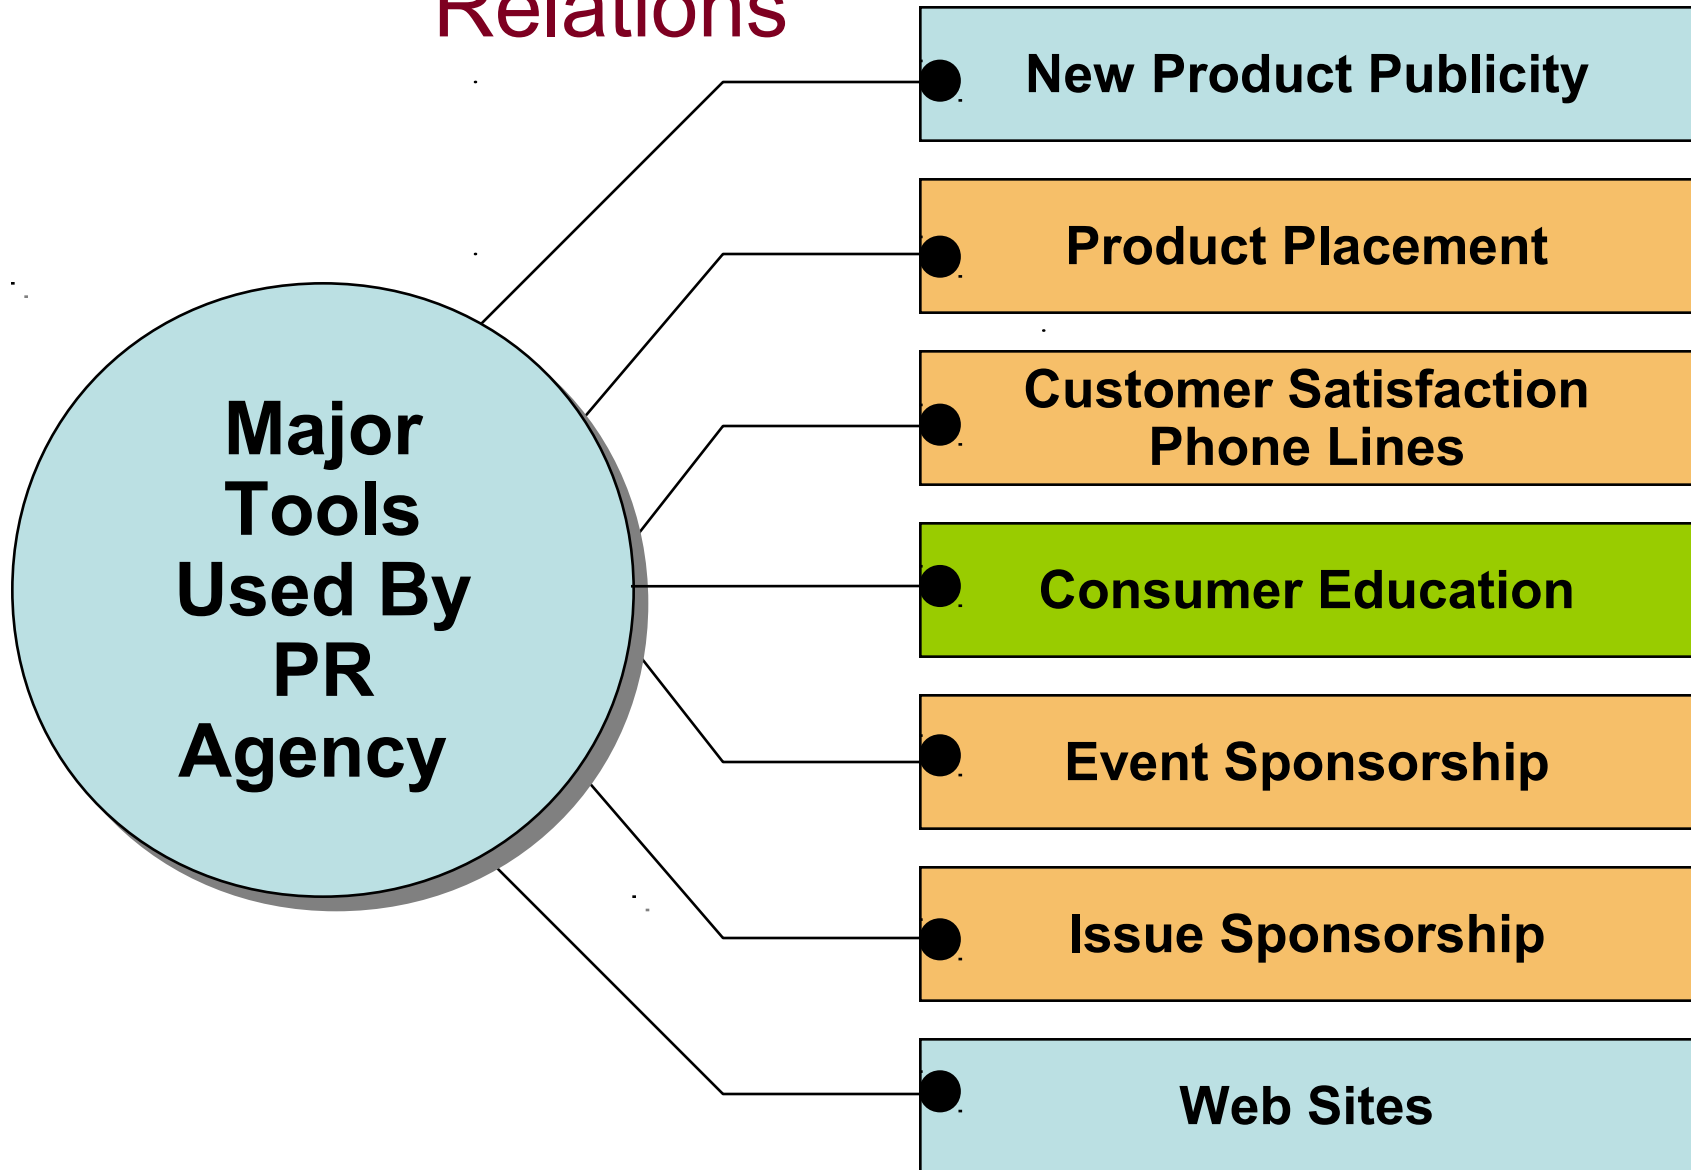 Relations
New Product Publicity
Product Placement
Customer Satisfaction
Phone Lines
Major
Tools
Used By
PR
Agency
Consumer Education
Event Sponsorship
Issue Sponsorship
Web Sites